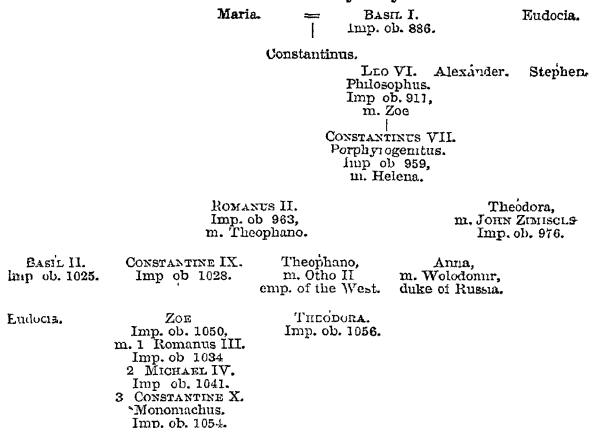 Maria. = BASIL I. Eudocia.
Imp. ob. 886.
Constantinus.
LEO VI. Alexander. Stephen.
Philosophus.
Imp ob. 911,
m. Zoe
CONSTANTINUS VII.
Porphyrogenitus.
Imp ob 959,
m. Helena.
ROMANUS II. Theodora,
Imp. ob 963, m. JOHN ZIMISCES
m. Theophano. Imp. ob. 976.
BASIL II. CONSTANTINE IX. Theophano, Anna,
Imp ob. 1025. Imp ob 1028. m. Otho II m. Wolodomir,
emp. of the West. duke of Russia.
Eudocia. ZOE THEODORA.
Imp. ob. 1050, Imp. ob. 1056.
m. 1 Romanus III.
Imp. ob 1034
2 MICHAEL IV.
Imp ob. 1041.
3 CONSTANTINE X.
Monomachus.
Imp. ob. 1054.